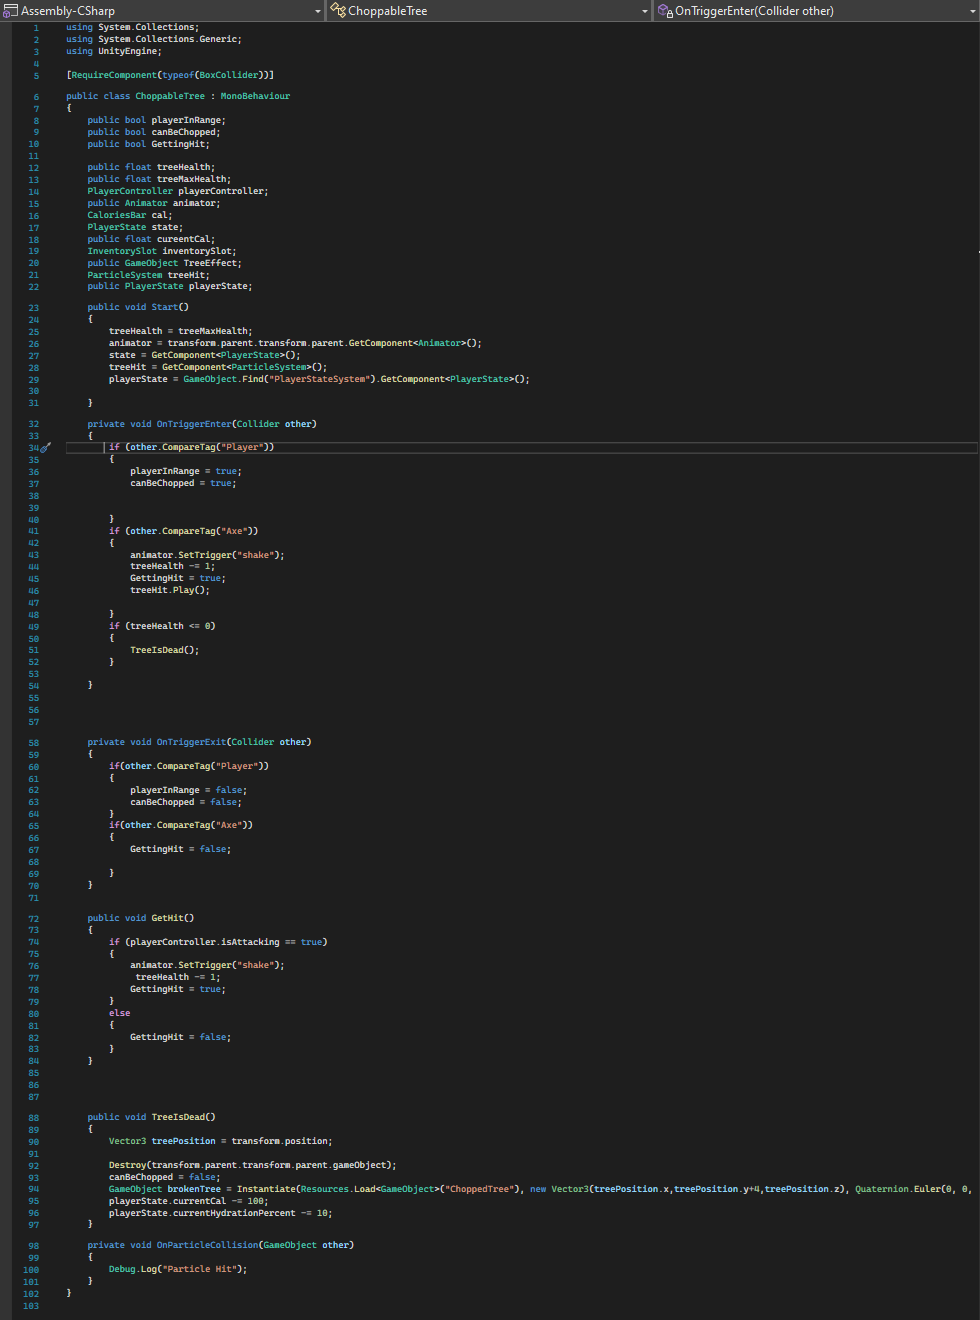 Assembly-CSharp ChoppableTree OnTriggerEnter(Collider other)
1 using System.Collections;
2 using System.Collections.Generic;
3 using UnityEngine;
4
5 [RequireComponent(typeof(BoxCollider))]
6 public class ChoppableTree : MonoBehaviour
7 {
8 public bool playerInRange;
9 public bool canBeChopped;
10 public bool GettingHit;
11
12 public float treeHealth;
13 public float treeMaxHealth;
14 PlayerController playerController;
15 public Animator animator;
16 CaloriesBar cal;
17 PlayerState state;
18 public float cureentCal;
19 InventorySlot inventorySlot;
20 public GameObject TreeEffect;
21 ParticleSystem treeHit;
22 public PlayerState playerState;
23 public void Start()
24 {
25 treeHealth = treeMaxHealth;
26 animator = transform.parent.transform.parent.GetComponent<Animator>();
27 state = GetComponent<PlayerState>();
28 treeHit = GetComponent<ParticleSystem>();
29 playerState = GameObject.Find("PlayerStateSystem").GetComponent<PlayerState>();
30
31 }
32 private void OnTriggerEnter(Collider other)
33 {
34 if (other.CompareTag("Player"))
35 {
36 playerInRange = true;
37 canBeChopped = true;
38
39
40 }
41 if (other.CompareTag("Axe"))
42 {
43 animator.SetTrigger("shake");
44 treeHealth -= 1;
45 GettingHit = true;
46 treeHit.Play();
47
48 }
49 if (treeHealth <= 0)
50 {
51 TreeIsDead();
52 }
53
54 }
55
56
57
58 private void OnTriggerExit(Collider other)
59 {
60 if(other.CompareTag("Player"))
61 {
62 playerInRange = false;
63 canBeChopped = false;
64 }
65 if(other.CompareTag("Axe"))
66 {
67 GettingHit = false;
68
69 }
70 }
71
72 public void GetHit()
73 {
74 if (playerController.isAttacking == true)
75 {
76 animator.SetTrigger("shake");
77 treeHealth -= 1;
78 GettingHit = true;
79 }
80 else
81 {
82 GettingHit = false;
83 }
84 }
85
86
87
88 public void TreeIsDead()
89 {
90 Vector3 treePosition = transform.position;
91
92 Destroy(transform.parent.transform.parent.gameObject);
93 canBeChopped = false;
94 GameObject brokenTree = Instantiate(Resources.Load<GameObject>("ChoppedTree"), new Vector3(treePosition.x,treePosition.y+4,treePosition.z), Quaternion.Euler(0, 0,
95 playerState.currentCal -= 100;
96 playerState.currentHydrationPercent -= 10;
97 }
98 private void OnParticleCollision(GameObject other)
99 {
100 Debug.Log("Particle Hit");
101 }
102 }
103